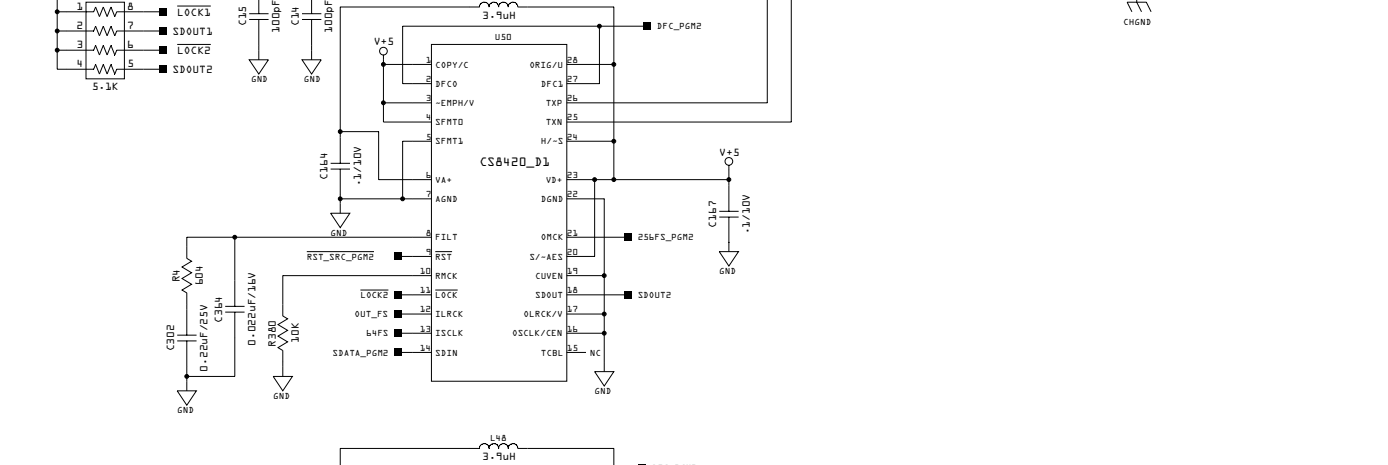 1 8 LOCK1
2 7 SDOUT1
3 6 LOCK2
4 5 SDOUT2
5.1K
C15
100pF
GND
C14
100pF
GND
3.9uH
DFC_PGM2
CHGND
V+5
U50
1 COPY/C ORIG/U 28
2 DFC0 DFC1 27
3 -EMPH/V TXP 26
4 SFMT0 TXN 25
5 SFMT1 H/-S 24
CS8420_D1
6 VA+ VD+ 23
7 AGND DGND 22
8 FILT OMCK 21 256FS_PGM2
RST_SRC_PGM2 9 RST S/-AES 20
10 RMCK CUVEN 19
LOCK2 11 LOCK SDOUT 18 SDOUT2
OUT_FS 12 ILRCK OLRCK/V 17
64FS 13 ISCLK OSCLK/CEN 16
SDATA_PGM2 14 SDIN TCBL 15 NC
C164
.1/10V
GND
V+5
C167
.1/10V
GND
R4
604
C302
0.22uF/25V
C364
0.022uF/16V
GND
R380
10K
GND
GND
L48
3.9uH